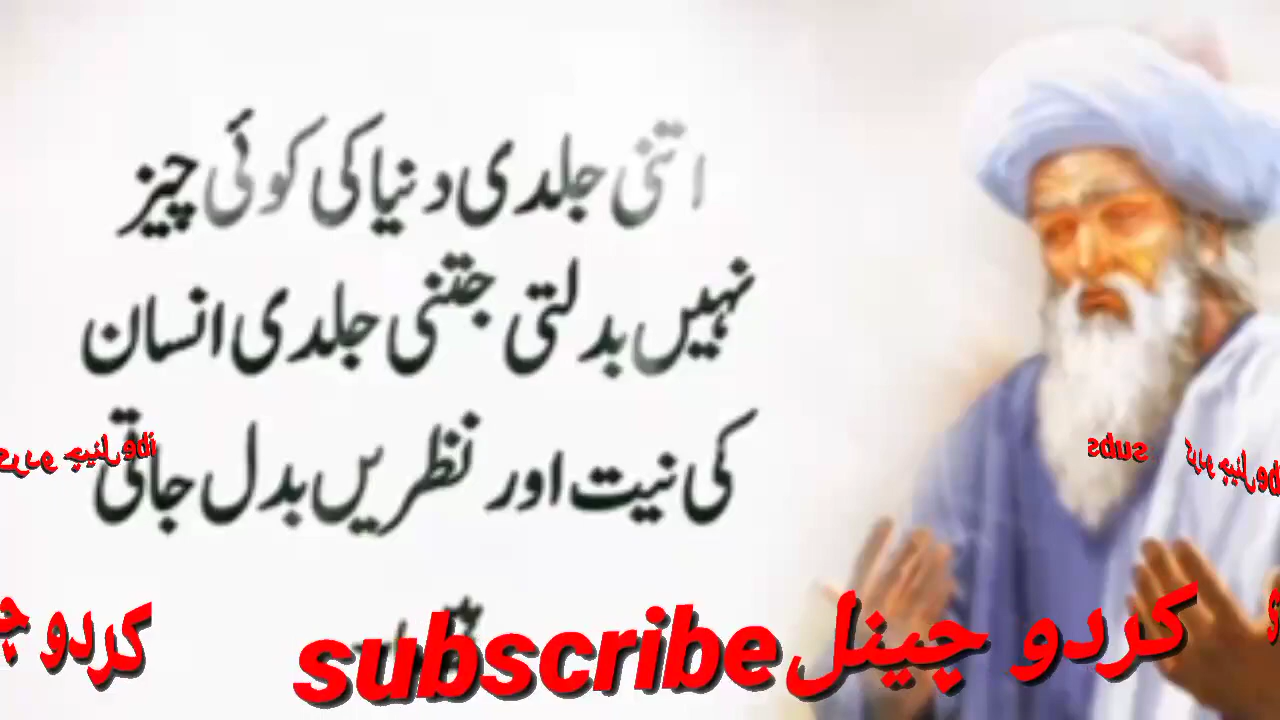 اتنی جلدی دنیا کی کوئی چیز
نہیں بدلتی جتنی جلدی انسان
کی نیت اور نظریں بدل جاتی
subscribe چینل کردو